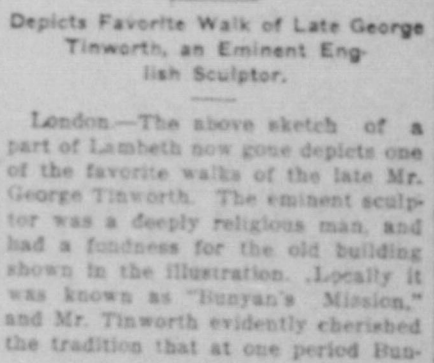 Depicts Favorite Walk of Late George
Tinworth, an Eminent Eng-
lish Sculptor.
London.—The above sketch of a
part of Lambeth now gone depicts one
of the favorite walks of the late Mr.
George Tinworth. The eminent sculp-
tor was a deeply religious man, and
had a fondness for the old building
shown in the illustration. .Locally it
was known as "Bunyan's Mission,"
and Mr. Tinworth evidently cherished
the tradition that at one period Bun-